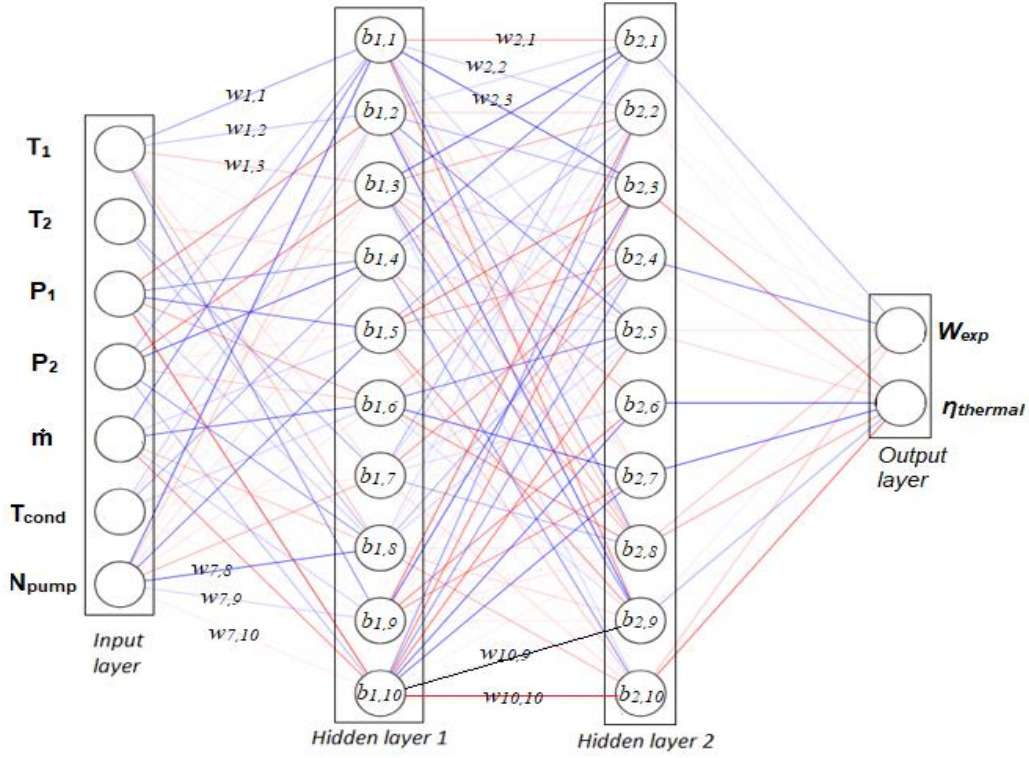 T1
T2
P1
P2
ṁ
Tcond
Npump
Input
layer
w1,1
w1,2
w1,3
w7,8
w7,9
w7,10
b1,1
b1,2
b1,3
b1,4
b1,5
b1,6
b1,7
b1,8
b1,9
b1,10
Hidden layer 1
w2,1
w2,2
w2,3
w10,9
w10,10
b2,1
b2,2
b2,3
b2,4
b2,5
b2,6
b2,7
b2,8
b2,9
b2,10
Hidden layer 2
Wexp
ηthermal
Output
layer